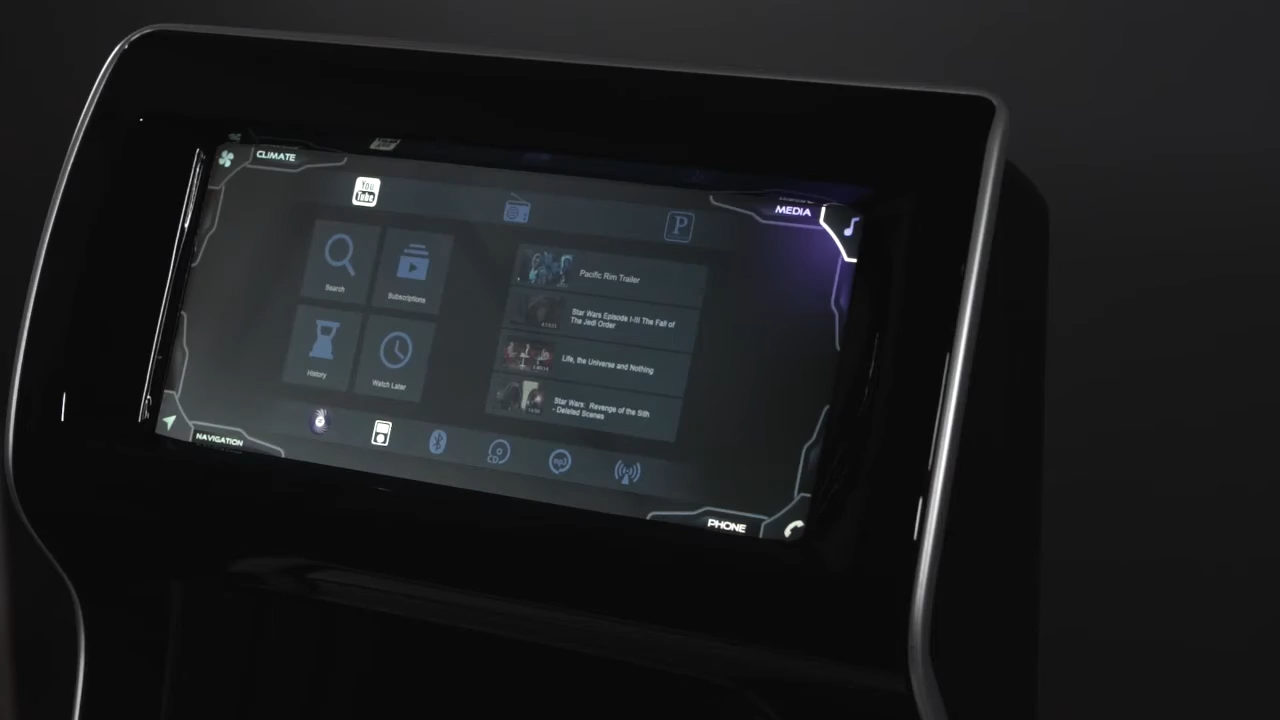 CLIMATE
You
Tube
P
MEDIA
Search
Subscriptions
History
Watch Later
Pacific Rim Trailer
Star Wars Episode I-III The Fall of
The Jedi Order
Life, the Universe and Nothing
Star Wars: Revenge of the Sith
- Deleted Scenes
CD
mp3
NAVIGATION
PHONE